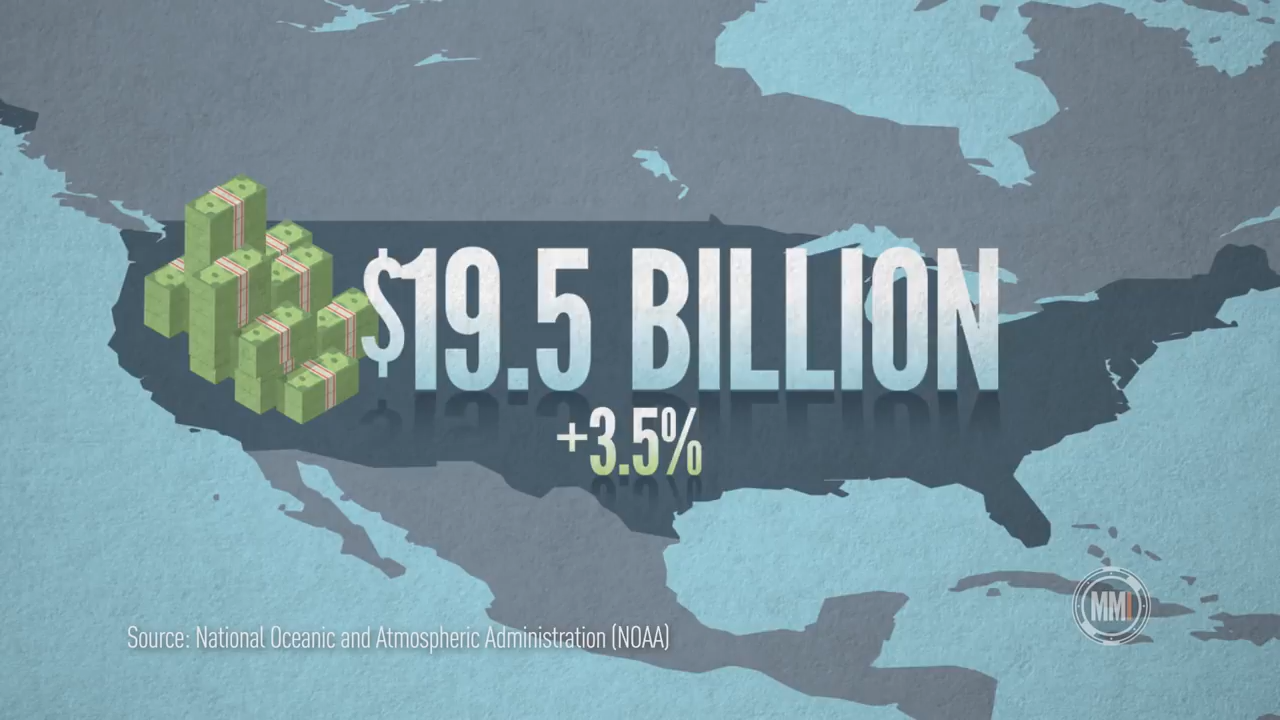 $19.5 BILLION
+3.5%
MMI
Source: National Oceanic and Atmospheric Administration (NOAA)